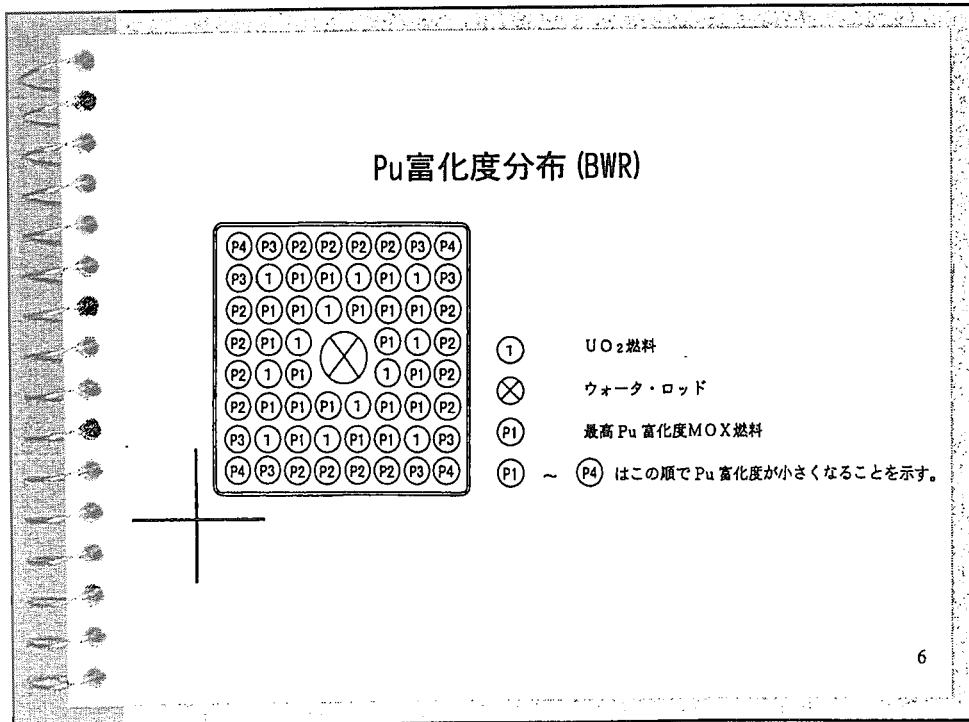 Pu富化度分布 (BWR)
P4 P3 P2 P2 P2 P2 P3 P4
P3 1 P1 P1 1 P1 1 P3
P2 P1 P1 1 P1 P1 P1 P2
P2 P1 1 P1 1 P2
P2 1 P1 1 P1 P2
P2 P1 P1 P1 1 P1 P1 P2
P3 1 P1 1 P1 P1 1 P3
P4 P3 P2 P2 P2 P2 P3 P4
1 UO2燃料
ウォータ・ロッド
P1 最高 Pu 富化度MOX燃料
P1 ～ P4 はこの順で Pu 富化度が小さくなることを示す。
6